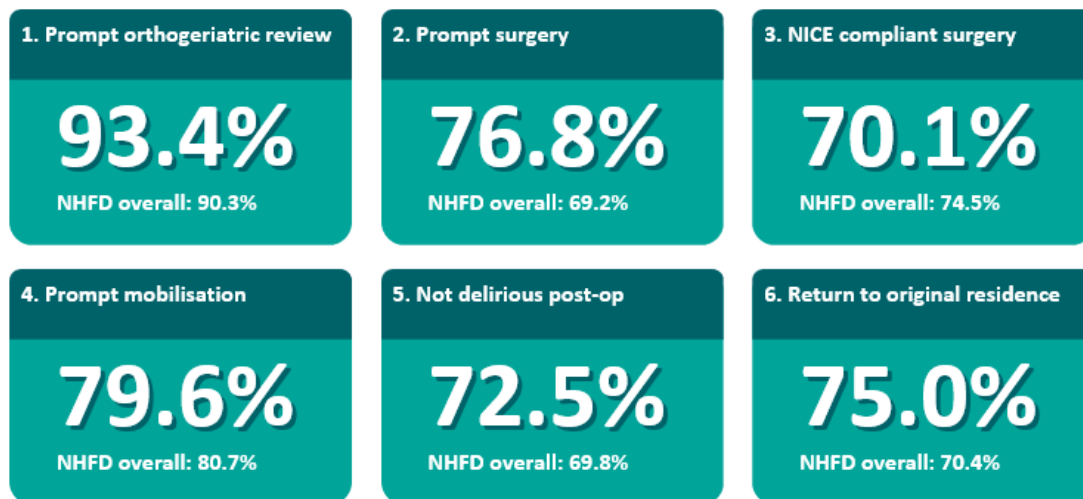 1. Prompt orthogeriatric review
93.4%
NHFD overall: 90.3%
2. Prompt surgery
76.8%
NHFD overall: 69.2%
3. NICE compliant surgery
70.1%
NHFD overall: 74.5%
4. Prompt mobilisation
79.6%
NHFD overall: 80.7%
5. Not delirious post-op
72.5%
NHFD overall: 69.8%
6. Return to original residence
75.0%
NHFD overall: 70.4%